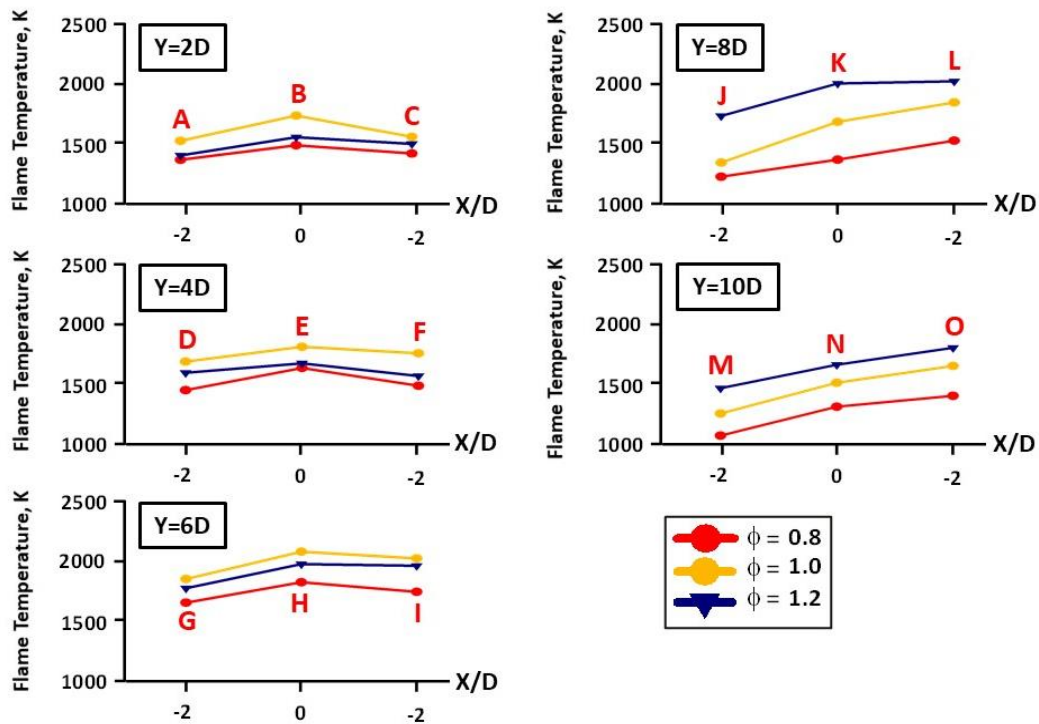 Flame Temperature, K
2500
2000
1500
1000
Y=2D
A
B
C
X/D
-2
0
-2
Flame Temperature, K
2500
2000
1500
1000
Y=4D
D
E
F
X/D
-2
0
-2
Flame Temperature, K
2500
2000
1500
1000
Y=6D
G
H
I
X/D
-2
0
-2
Flame Temperature, K
2500
2000
1500
1000
Y=8D
J
K
L
X/D
-2
0
-2
Flame Temperature, K
2500
2000
1500
1000
Y=10D
M
N
O
X/D
-2
0
-2
ϕ = 0.8
ϕ = 1.0
ϕ = 1.2